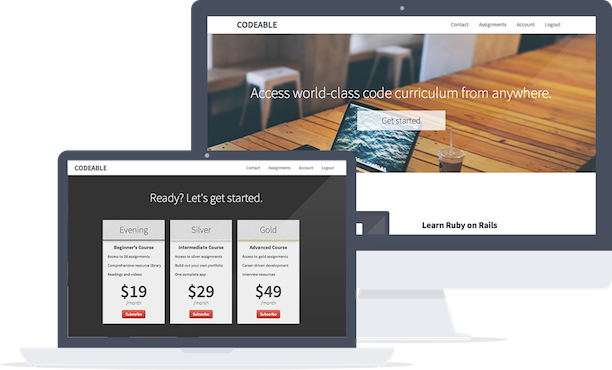 CODEABLE
Contact Assignments Account Logout
Access world-class code curriculum from anywhere.
Get started
Learn Ruby on Rails
CODEABLE
Contact Assignments Account Logout
Ready? Let's get started.
Evening
Beginner's Course
Access to 28 assignments
Comprehensive resource library
Readings and videos
$19
/month
Subscribe
Silver
Intermediate Course
Access to silver assignments
Build out your own portfolio
One complete app
$29
/month
Subscribe
Gold
Advanced Course
Access to gold assignments
Career-driven development
Interview resources
$49
/month
Subscribe